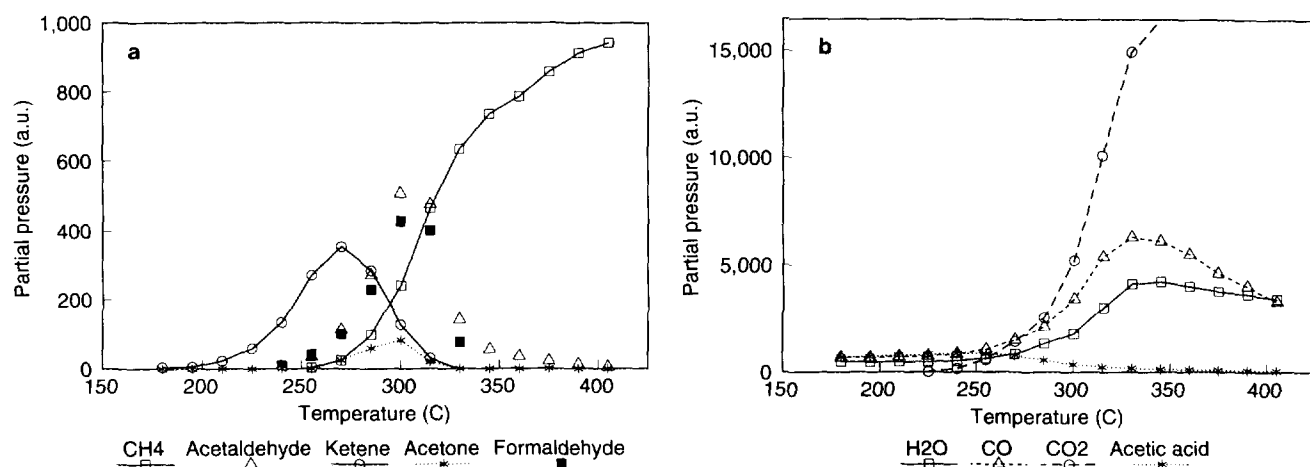 a
1,000
800
600
400
200
0
Partial pressure (a.u.)
150 200 250 300 350 400
Temperature (C)
CH4 Acetaldehyde Ketene Acetone Formaldehyde
b
15,000
10,000
5,000
0
Partial pressure (a.u.)
150 200 250 300 350 400
Temperature (C)
H2O CO CO2 Acetic acid